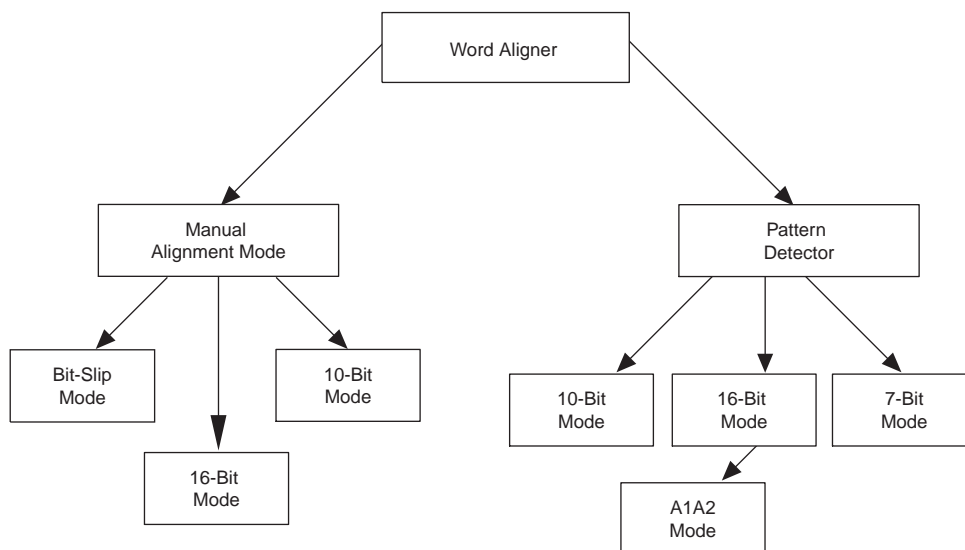 Word Aligner
Manual
Alignment Mode
Pattern
Detector
Bit-Slip
Mode
10-Bit
Mode
16-Bit
Mode
10-Bit
Mode
16-Bit
Mode
7-Bit
Mode
A1A2
Mode